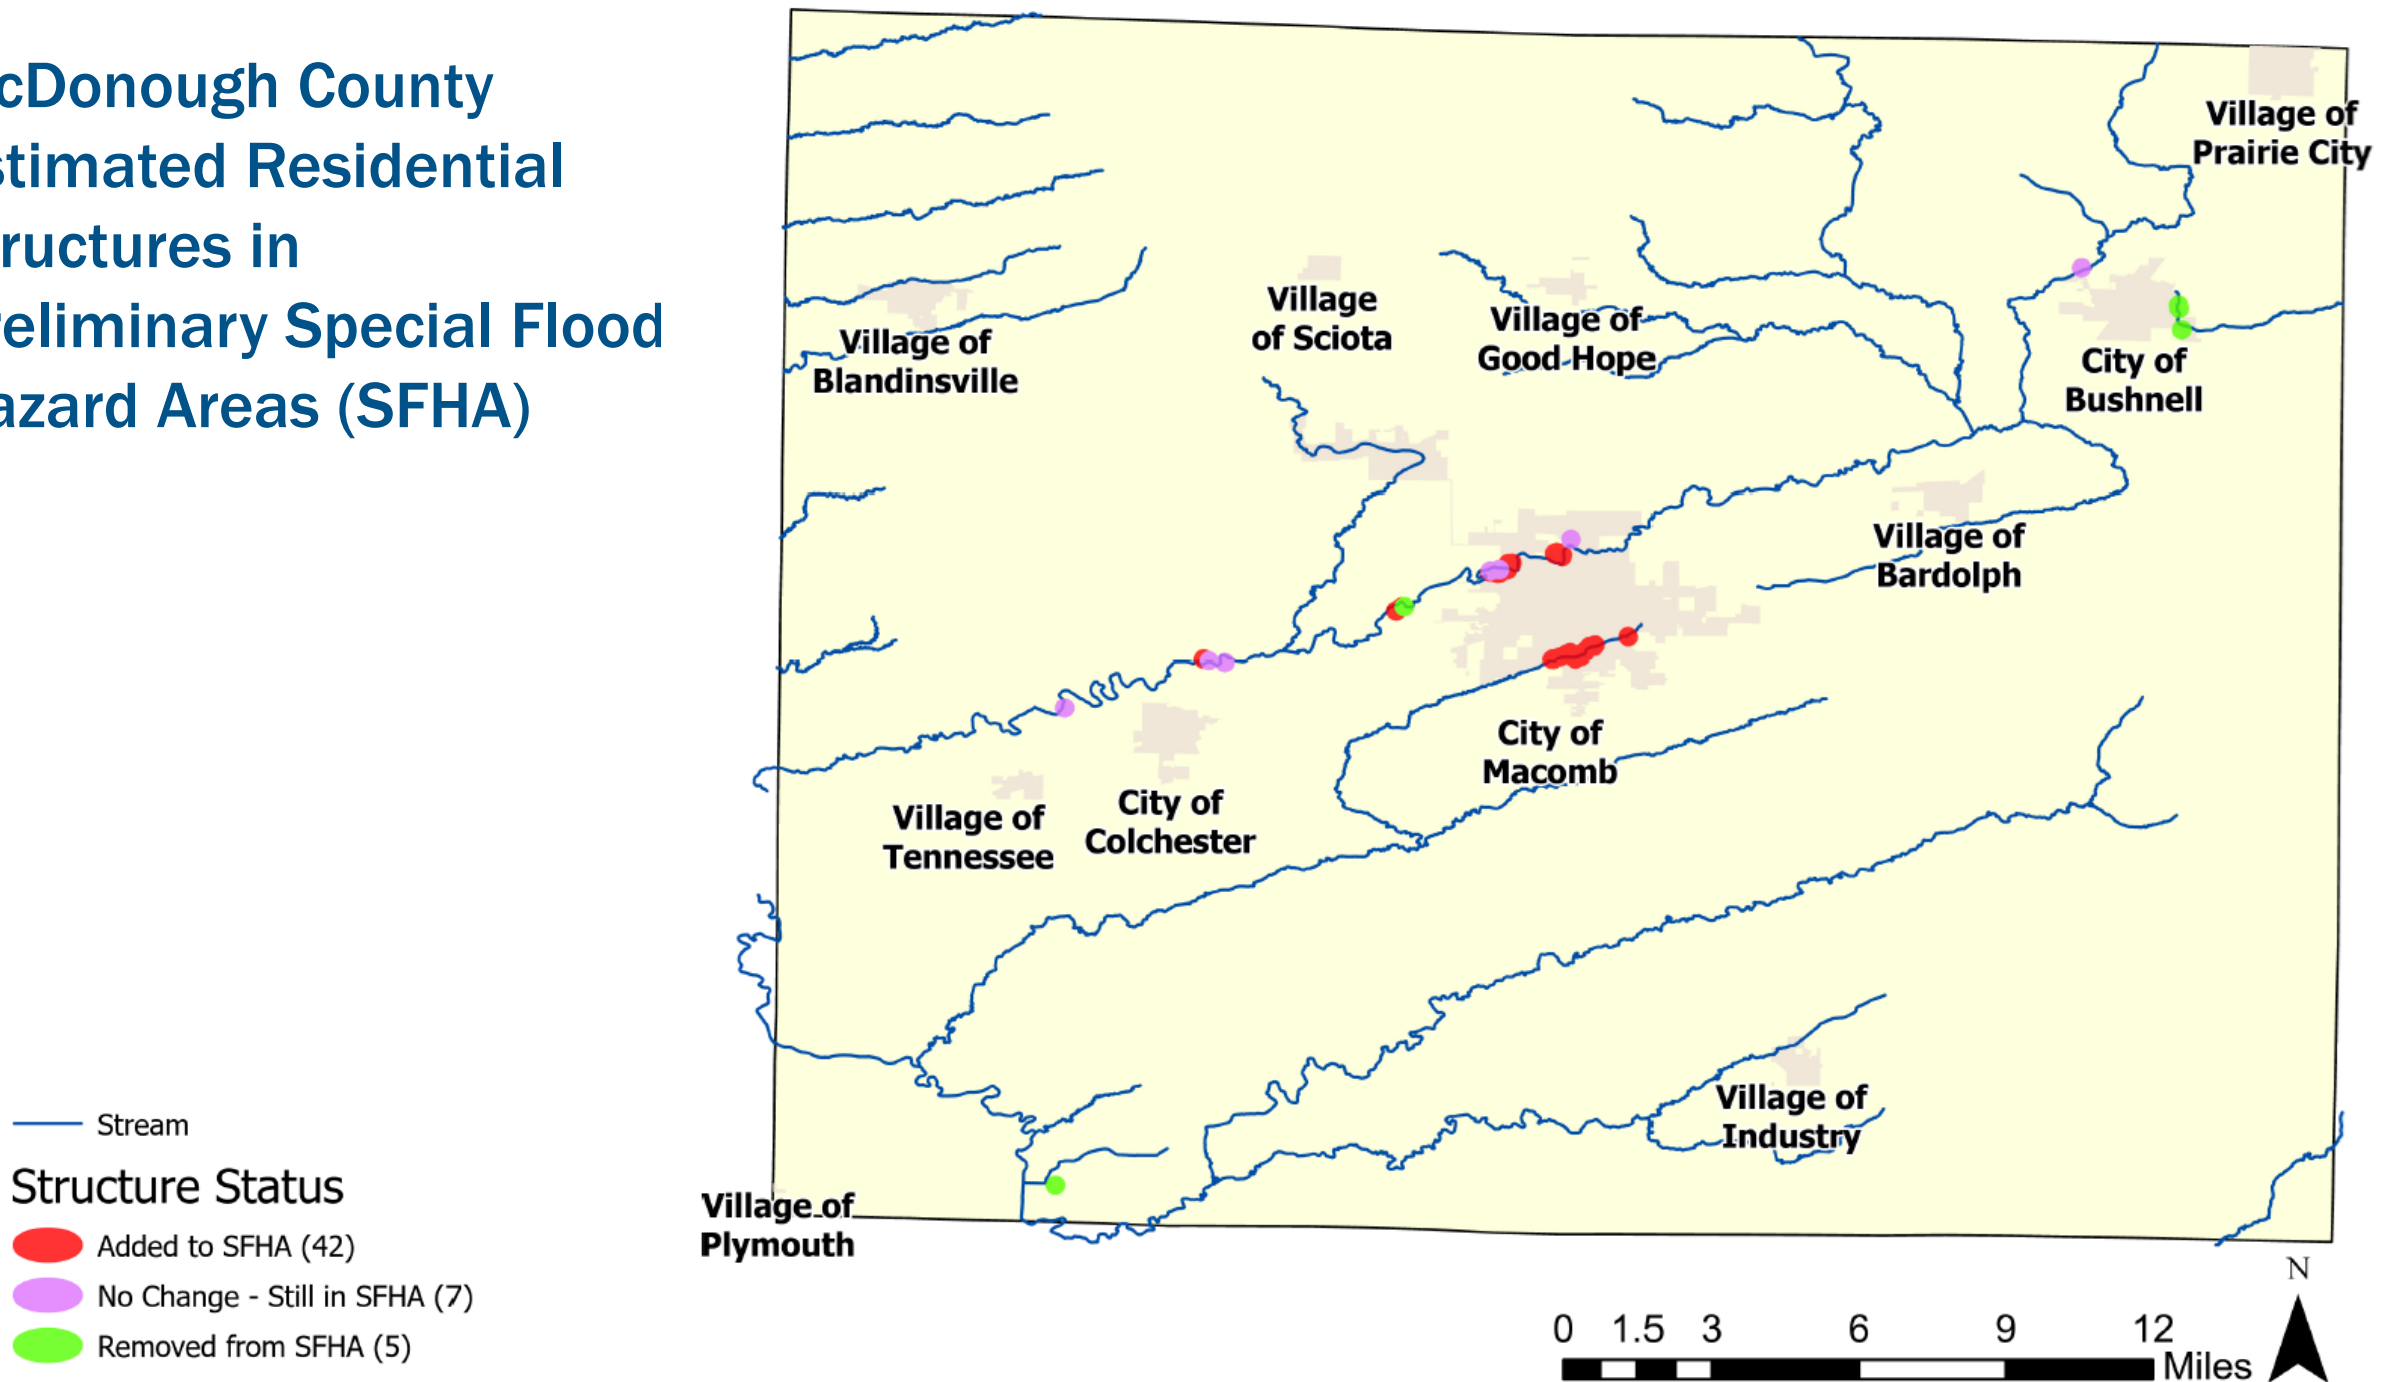 cDonough County
stimated Residential
ructures in
reliminary Special Flood
azard Areas (SFHA)
Village of
Prairie City
Village
of Sciota
Village of
Good Hope
Village of
Blandinsville
City of
Bushnell
Village of
Bardolph
City of
Macomb
Village of
Tennessee
City of
Colchester
Village of
Industry
Village of
Plymouth
Stream
Structure Status
Added to SFHA (42)
No Change - Still in SFHA (7)
Removed from SFHA (5)
N
0 1.5 3 6 9 12
Miles